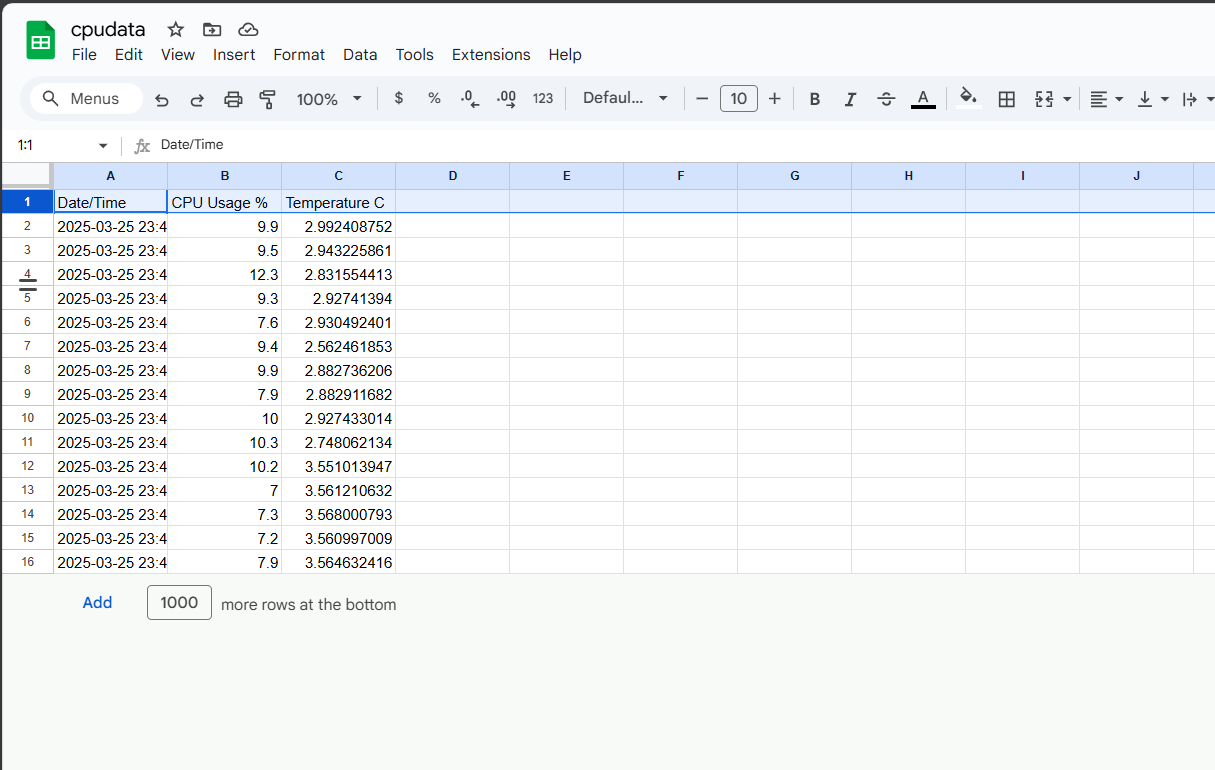 cpudata
File Edit View Insert Format Data Tools Extensions Help
Menus 100% $ % .0 .00 123 Defaul... 10 B I S A
1:1 fx Date/Time
A B C D E F G H I J
1 Date/Time CPU Usage % Temperature C
2 2025-03-25 23:4 9.9 2.992408752
3 2025-03-25 23:4 9.5 2.943225861
4 2025-03-25 23:4 12.3 2.831554413
5 2025-03-25 23:4 9.3 2.92741394
6 2025-03-25 23:4 7.6 2.930492401
7 2025-03-25 23:4 9.4 2.562461853
8 2025-03-25 23:4 9.9 2.882736206
9 2025-03-25 23:4 7.9 2.882911682
10 2025-03-25 23:4 10 2.927433014
11 2025-03-25 23:4 10.3 2.748062134
12 2025-03-25 23:4 10.2 3.551013947
13 2025-03-25 23:4 7 3.561210632
14 2025-03-25 23:4 7.3 3.568000793
15 2025-03-25 23:4 7.2 3.560997009
16 2025-03-25 23:4 7.9 3.564632416
Add 1000 more rows at the bottom